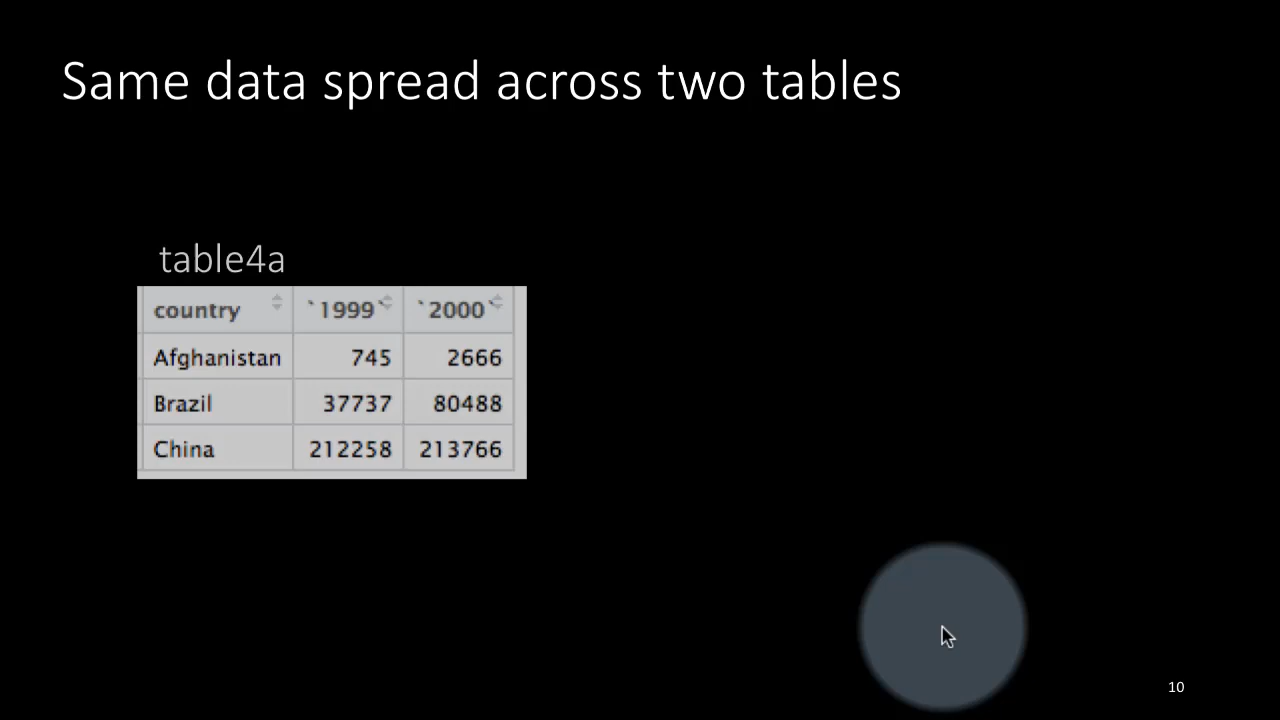 Same data spread across two tables
table4a
country `1999` `2000`
Afghanistan 745 2666
Brazil 37737 80488
China 212258 213766
10